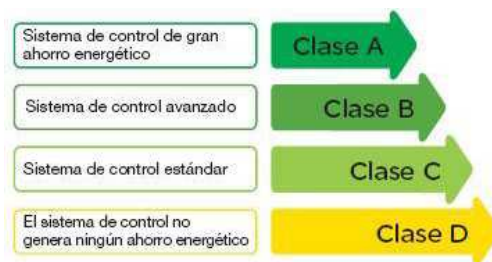 Sistema de control de gran
ahorro energético
Clase A
Sistema de control avanzado
Clase B
Sistema de control estándar
Clase C
El sistema de control no
genera ningún ahorro energético
Clase D